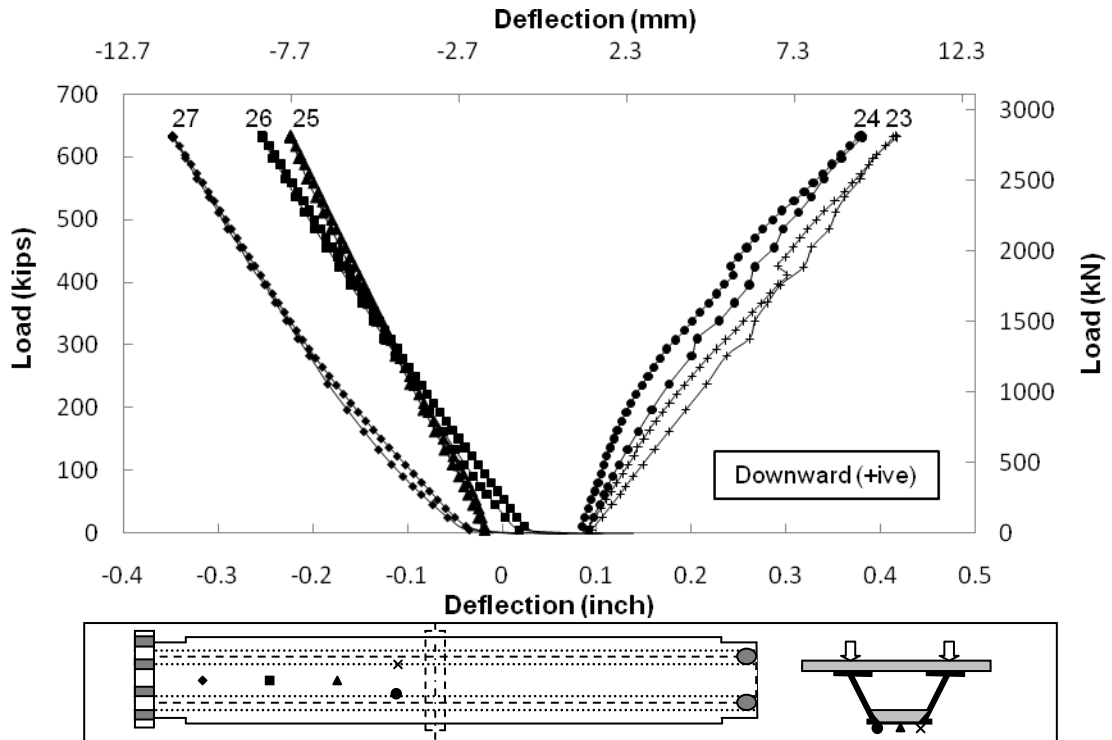 Deflection (mm)
-12.7 -7.7 -2.7 2.3 7.3 12.3
700 3000
27 26 25 24 23
600
2500
500
2000
400
1500
300
1000
200
100 500
Downward (+ive)
0 0
Load (kips)
Load (kN)
-0.4 -0.3 -0.2 -0.1 0 0.1 0.2 0.3 0.4 0.5
Deflection (inch)